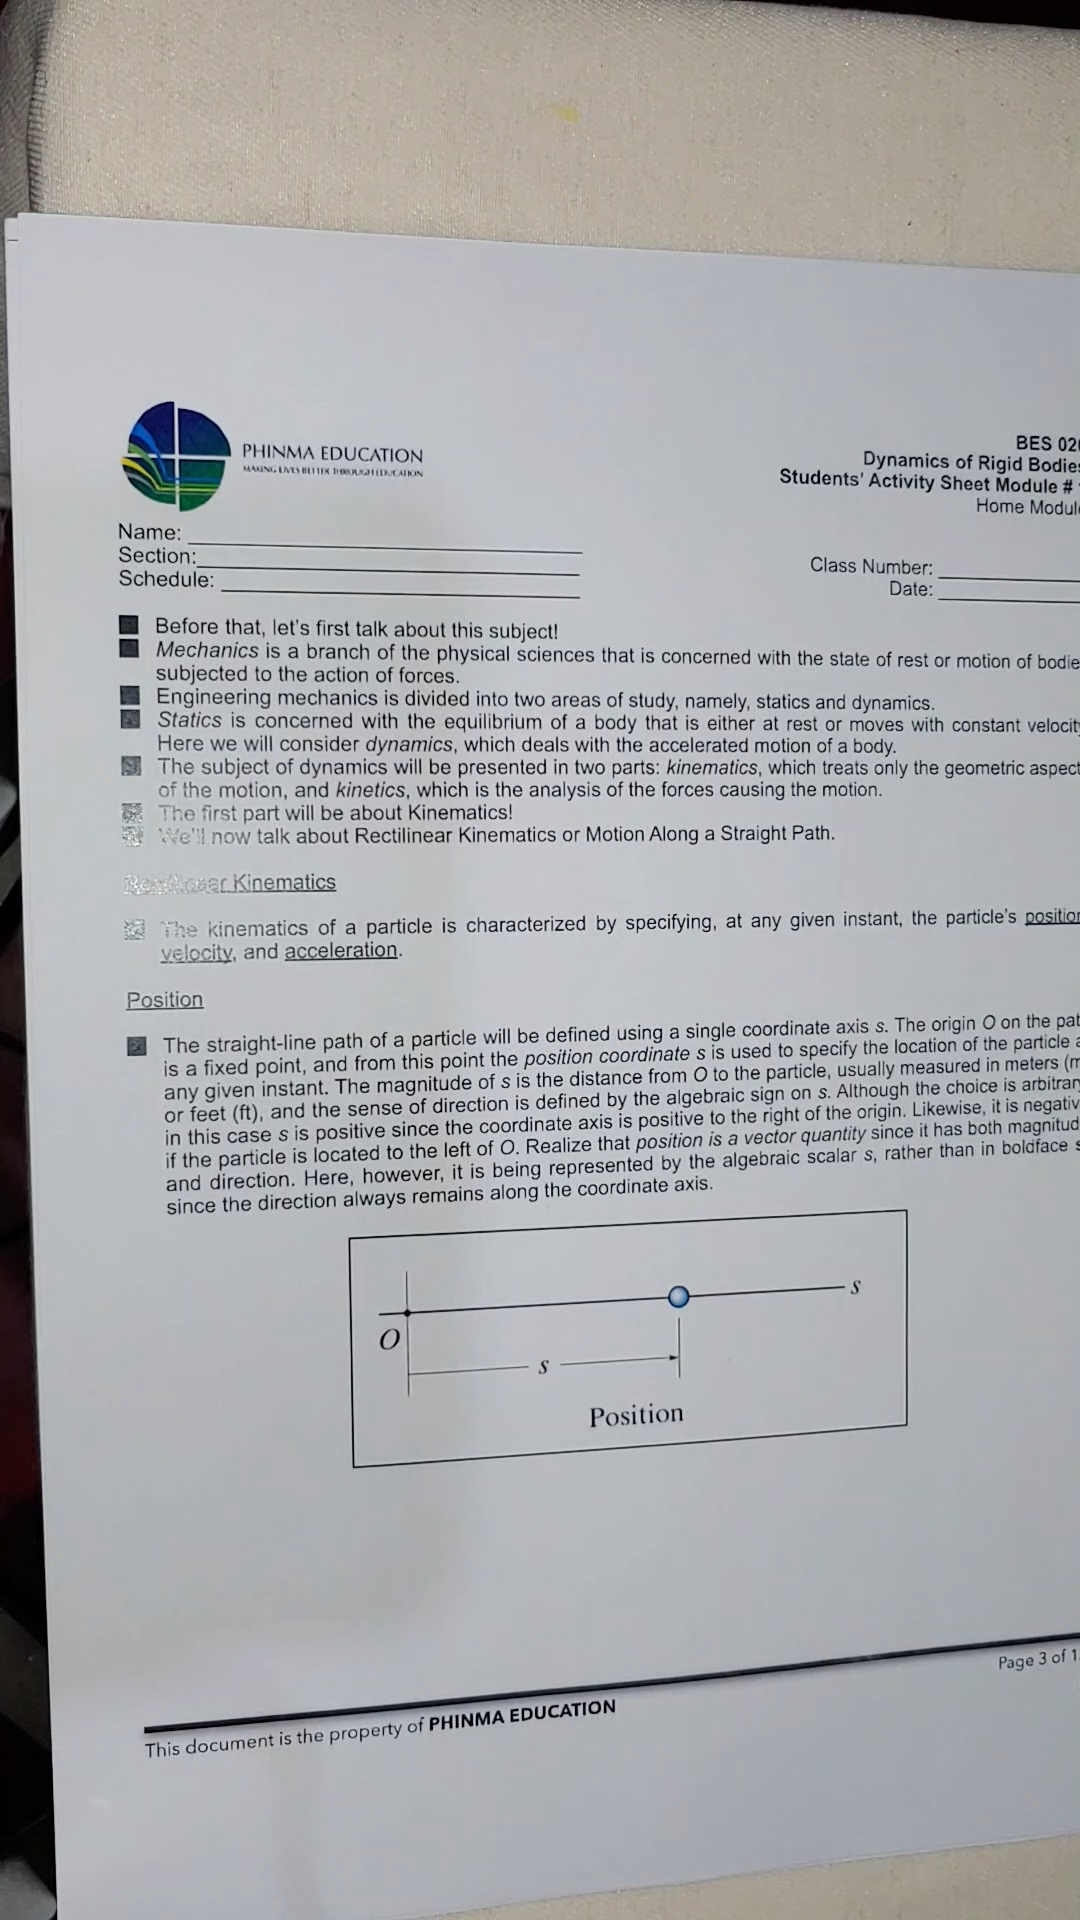 PHINMA EDUCATION
MAKING LIVES BETTER THROUGH EDUCATION
BES 02
Dynamics of Rigid Bodies
Students' Activity Sheet Module #
Home Modul
Name:
Section:
Schedule:
Class Number:
Date:
Before that, let's first talk about this subject!
Mechanics is a branch of the physical sciences that is concerned with the state of rest or motion of bodie
subjected to the action of forces.
Engineering mechanics is divided into two areas of study, namely, statics and dynamics.
Statics is concerned with the equilibrium of a body that is either at rest or moves with constant velocity
Here we will consider dynamics, which deals with the accelerated motion of a body.
The subject of dynamics will be presented in two parts: kinematics, which treats only the geometric aspect
of the motion, and kinetics, which is the analysis of the forces causing the motion.
The first part will be about Kinematics!
We'll now talk about Rectilinear Kinematics or Motion Along a Straight Path.
Rectilinear Kinematics
The kinematics of a particle is characterized by specifying, at any given instant, the particle's position
velocity, and acceleration.
Position
The straight-line path of a particle will be defined using a single coordinate axis s. The origin O on the pat
is a fixed point, and from this point the position coordinate s is used to specify the location of the particle a
any given instant. The magnitude of s is the distance from O to the particle, usually measured in meters (m
or feet (ft), and the sense of direction is defined by the algebraic sign on s. Although the choice is arbitrary
in this case s is positive since the coordinate axis is positive to the right of the origin. Likewise, it is negativ
if the particle is located to the left of O. Realize that position is a vector quantity since it has both magnitud
and direction. Here, however, it is being represented by the algebraic scalar s, rather than in boldface s
since the direction always remains along the coordinate axis.
s
O
s
Position
Page 3 of 1
This document is the property of PHINMA EDUCATION